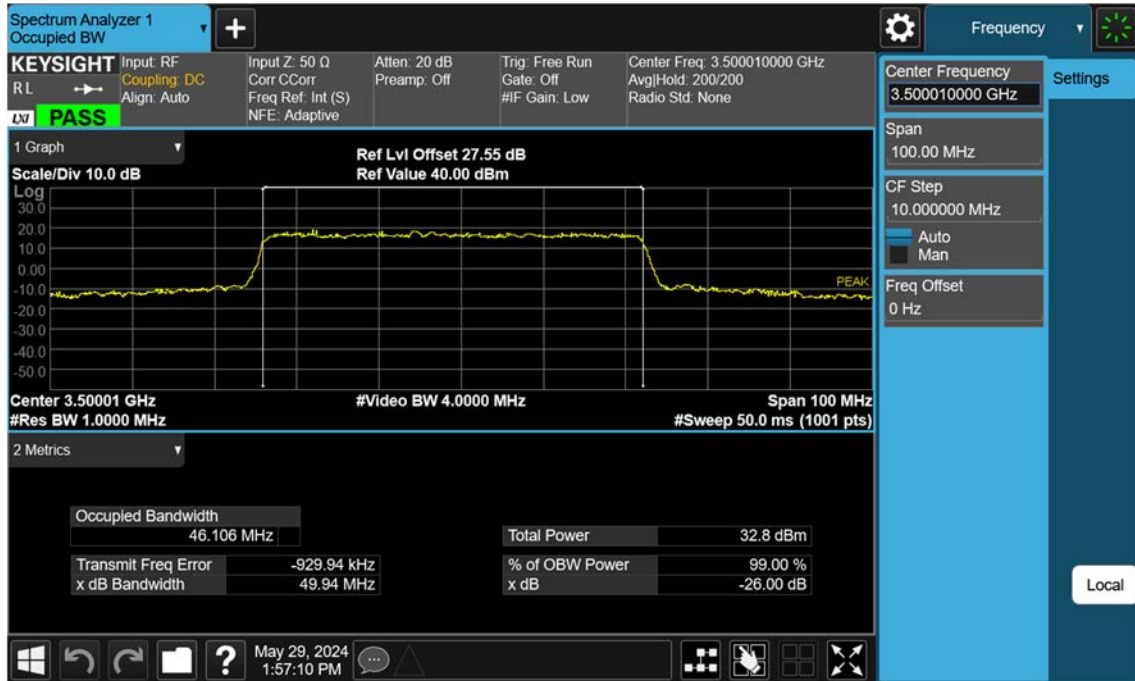 Spectrum Analyzer 1
Occupied BW
+
Frequency
KEYSIGHT
RL
LXI PASS
Input: RF
Coupling: DC
Align: Auto
Input Z: 50 Ω
Corr CCorr
Freq Ref: Int (S)
NFE: Adaptive
Atten: 20 dB
Preamp: Off
Trig: Free Run
Gate: Off
#IF Gain: Low
Center Freq: 3.500010000 GHz
Avg|Hold: 200/200
Radio Std: None
Center Frequency
3.500010000 GHz
Settings
Span
100.00 MHz
CF Step
10.000000 MHz
Auto
Man
Freq Offset
0 Hz
Local
1 Graph
Scale/Div 10.0 dB
Ref Lvl Offset 27.55 dB
Ref Value 40.00 dBm
Log
30.0
20.0
10.0
0.00
-10.0
-20.0
-30.0
-40.0
-50.0
PEAK
Center 3.50001 GHz
#Video BW 4.0000 MHz
Span 100 MHz
#Res BW 1.0000 MHz
#Sweep 50.0 ms (1001 pts)
2 Metrics
Occupied Bandwidth
46.106 MHz
Total Power 32.8 dBm
Transmit Freq Error -929.94 kHz
% of OBW Power 99.00 %
x dB Bandwidth 49.94 MHz
x dB -26.00 dB
?
May 29, 2024
1:57:10 PM